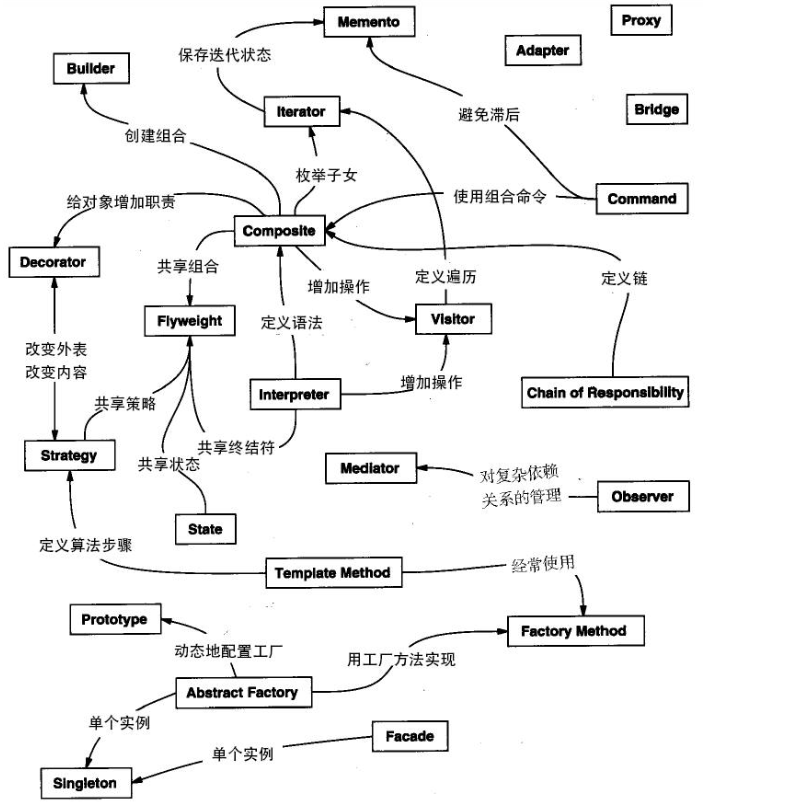 Memento
Proxy
Adapter
保存迭代状态
Builder
Iterator
Bridge
避免滞后
创建组合
枚举子女
给对象增加职责
使用组合命令
Command
Composite
Decorator
共享组合
增加操作
定义遍历
定义链
Flyweight
定义语法
Visitor
改变外表
改变内容
增加操作
Interpreter
Chain of Responsibility
共享策略
共享终结符
Strategy
共享状态
Mediator
对复杂依赖
关系的管理
Observer
State
定义算法步骤
Template Method
经常使用
Prototype
Factory Method
动态地配置工厂
用工厂方法实现
Abstract Factory
单个实例
Facade
单个实例
Singleton